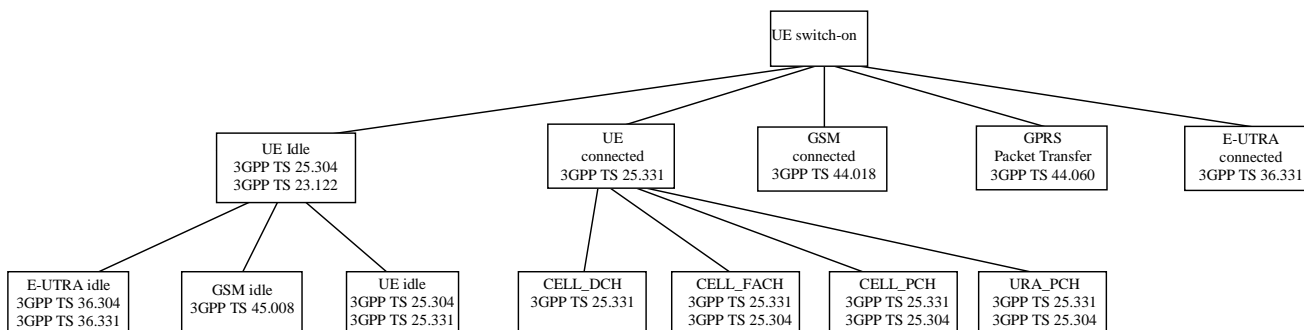 UE switch-on
UE Idle
3GPP TS 25.304
3GPP TS 23.122
UE
connected
3GPP TS 25.331
GSM
connected
3GPP TS 44.018
GPRS
Packet Transfer
3GPP TS 44.060
E-UTRA
connected
3GPP TS 36.331
E-UTRA idle
3GPP TS 36.304
3GPP TS 36.331
GSM idle
3GPP TS 45.008
UE idle
3GPP TS 25.304
3GPP TS 25.331
CELL_DCH
3GPP TS 25.331
CELL_FACH
3GPP TS 25.331
3GPP TS 25.304
CELL_PCH
3GPP TS 25.331
3GPP TS 25.304
URA_PCH
3GPP TS 25.331
3GPP TS 25.304